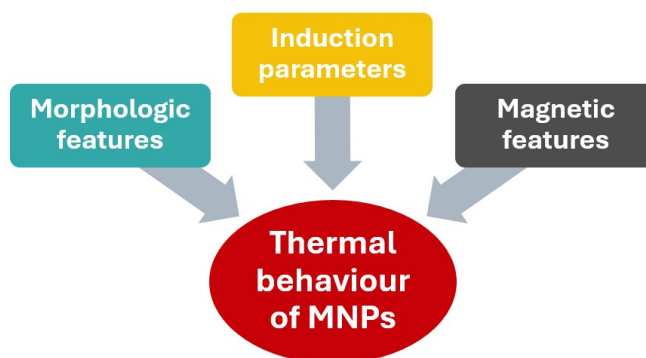 Induction
parameters
Morphologic
features
Magnetic
features
Thermal
behaviour
of MNPs